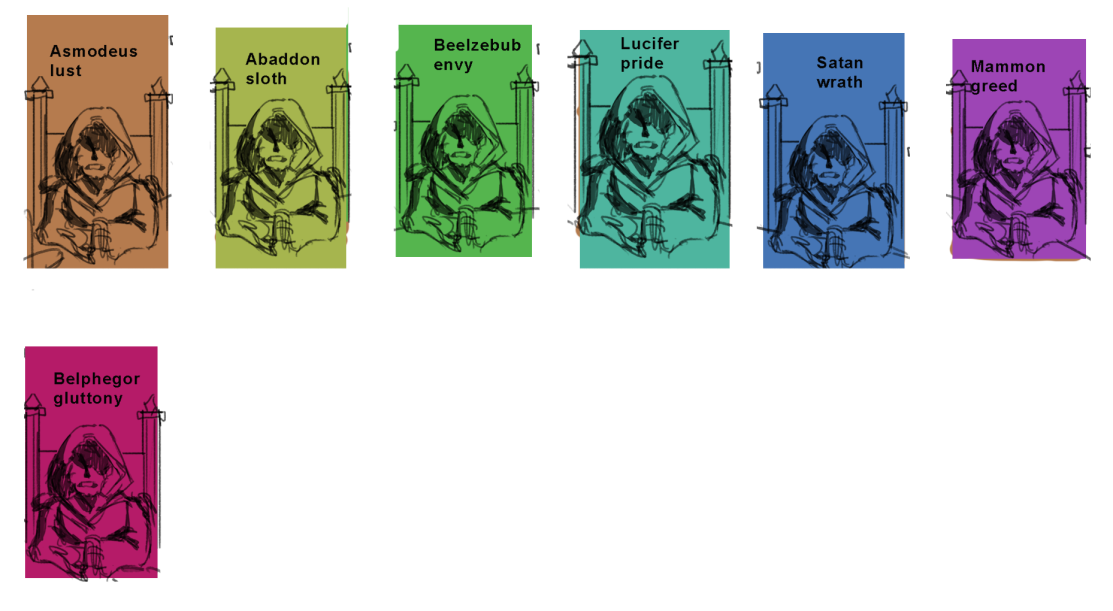 Asmodeus
lust
Abaddon
sloth
Beelzebub
envy
Lucifer
pride
Satan
wrath
Mammon
greed
Belphegor
gluttony